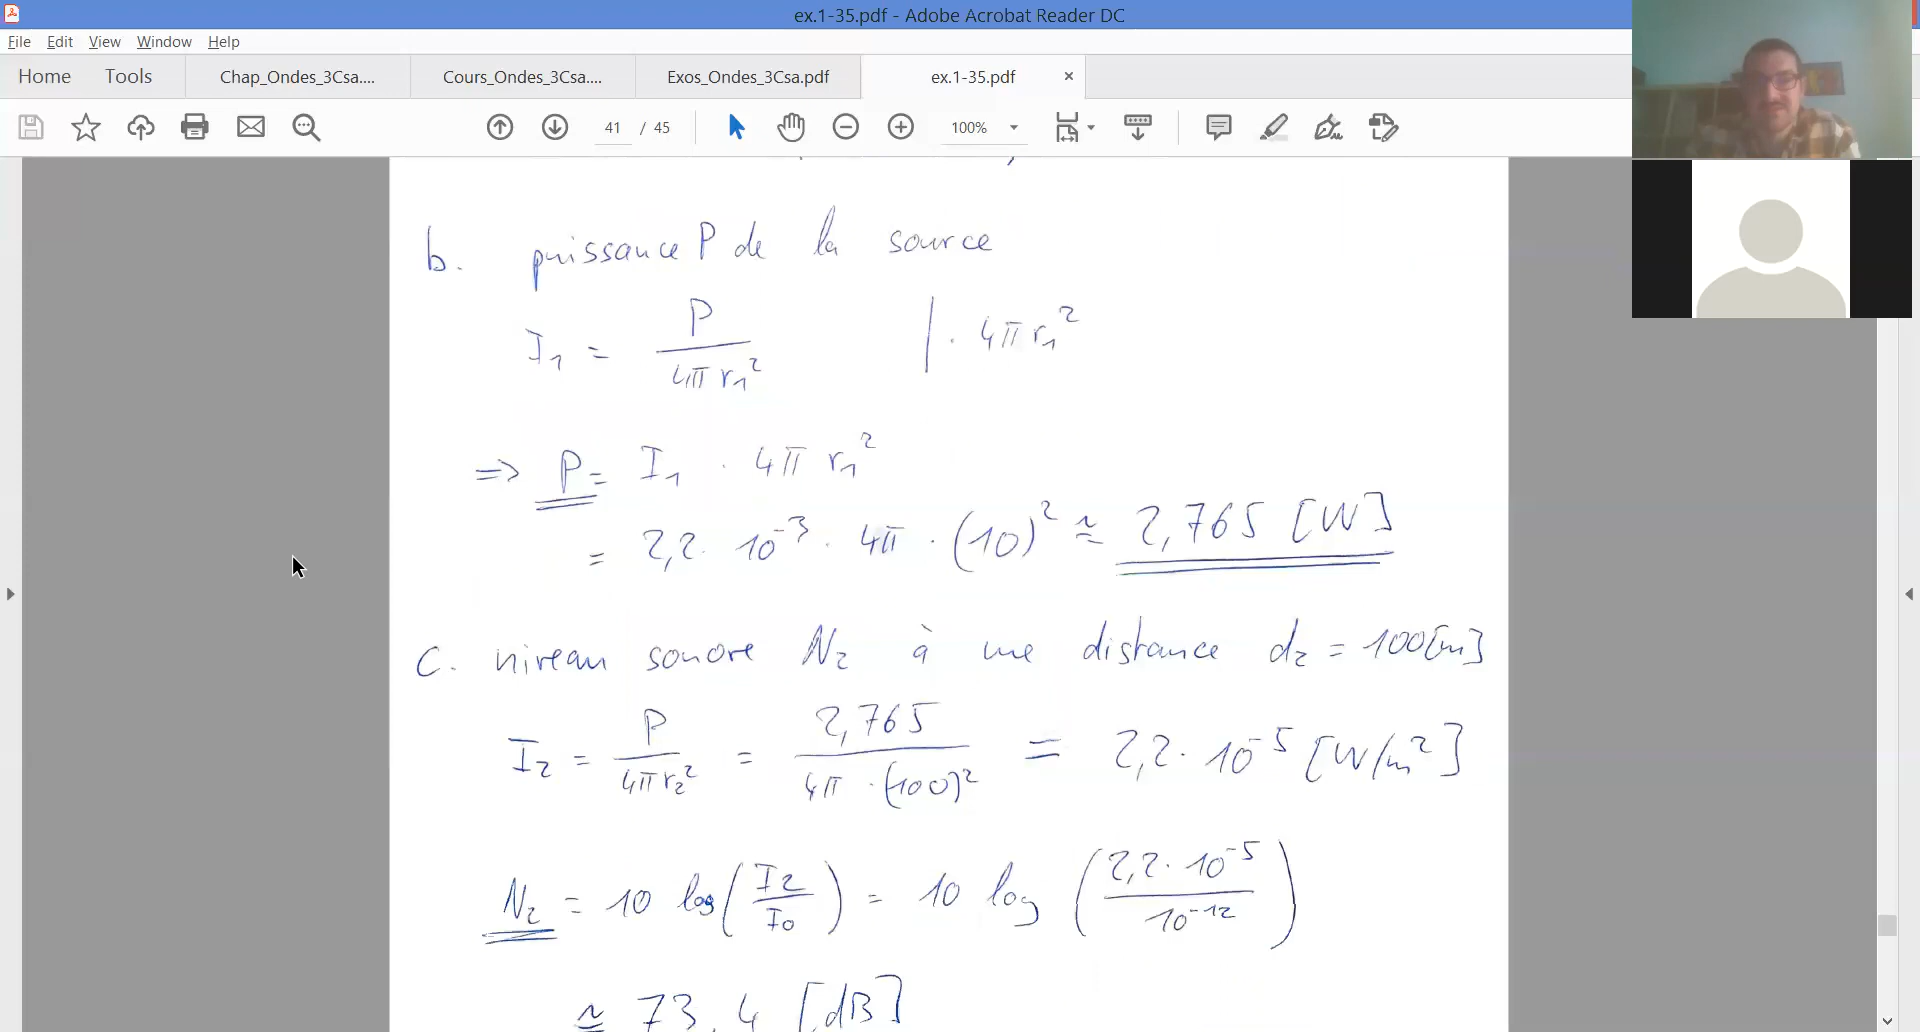 ex.1-35.pdf - Adobe Acrobat Reader DC
File Edit View Window Help
Home Tools Chap_Ondes_3Csa.... Cours_Ondes_3Csa.... Exos_Ondes_3Csa.pdf ex.1-35.pdf ×
41 / 45 100%
b. puissance P de la source
I₁ = P / (4π r₁²) | · 4π r₁²
=> P = I₁ · 4π r₁²
= 2,2 · 10⁻³ · 4π · (10)² ≃ 2,765 [W]
c. niveau sonore N₂ à une distance d₂ = 100[m]
I₂ = P / (4π r₂²) = 2,765 / (4π · (100)²) = 2,2 · 10⁻⁵ [W/m²]
N₂ = 10 log(I₂ / I₀) = 10 log(2,2 · 10⁻⁵ / 10⁻¹²)
≃ 73,4 [dB]